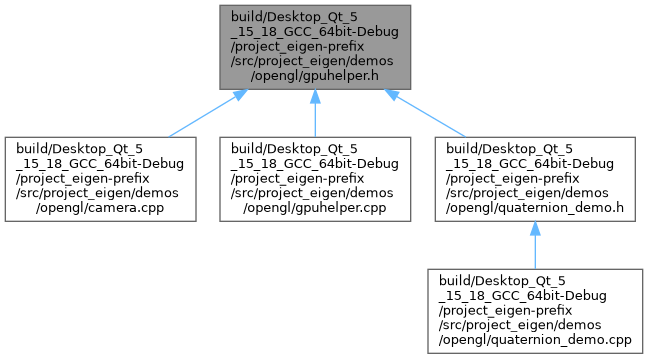 build/Desktop_Qt_5
_15_18_GCC_64bit-Debug
/project_eigen-prefix
/src/project_eigen/demos
/opengl/gpuhelper.h
build/Desktop_Qt_5
_15_18_GCC_64bit-Debug
/project_eigen-prefix
/src/project_eigen/demos
/opengl/camera.cpp
build/Desktop_Qt_5
_15_18_GCC_64bit-Debug
/project_eigen-prefix
/src/project_eigen/demos
/opengl/gpuhelper.cpp
build/Desktop_Qt_5
_15_18_GCC_64bit-Debug
/project_eigen-prefix
/src/project_eigen/demos
/opengl/quaternion_demo.h
build/Desktop_Qt_5
_15_18_GCC_64bit-Debug
/project_eigen-prefix
/src/project_eigen/demos
/opengl/quaternion_demo.cpp